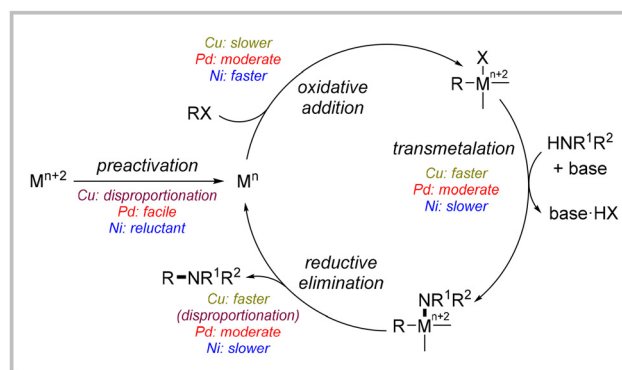 Cu: slower
Pd: moderate
Ni: faster
oxidative
addition
RX
X
R–M^{n+2}
transmetalation
Cu: faster
Pd: moderate
Ni: slower
HNR¹R²
+ base
base·HX
preactivation
M^{n+2}
M^{n}
Cu: disproportionation
Pd: facile
Ni: reluctant
reductive
elimination
R–NR¹R²
Cu: faster
(disproportionation)
Pd: moderate
Ni: slower
NR¹R²
R–M^{n+2}